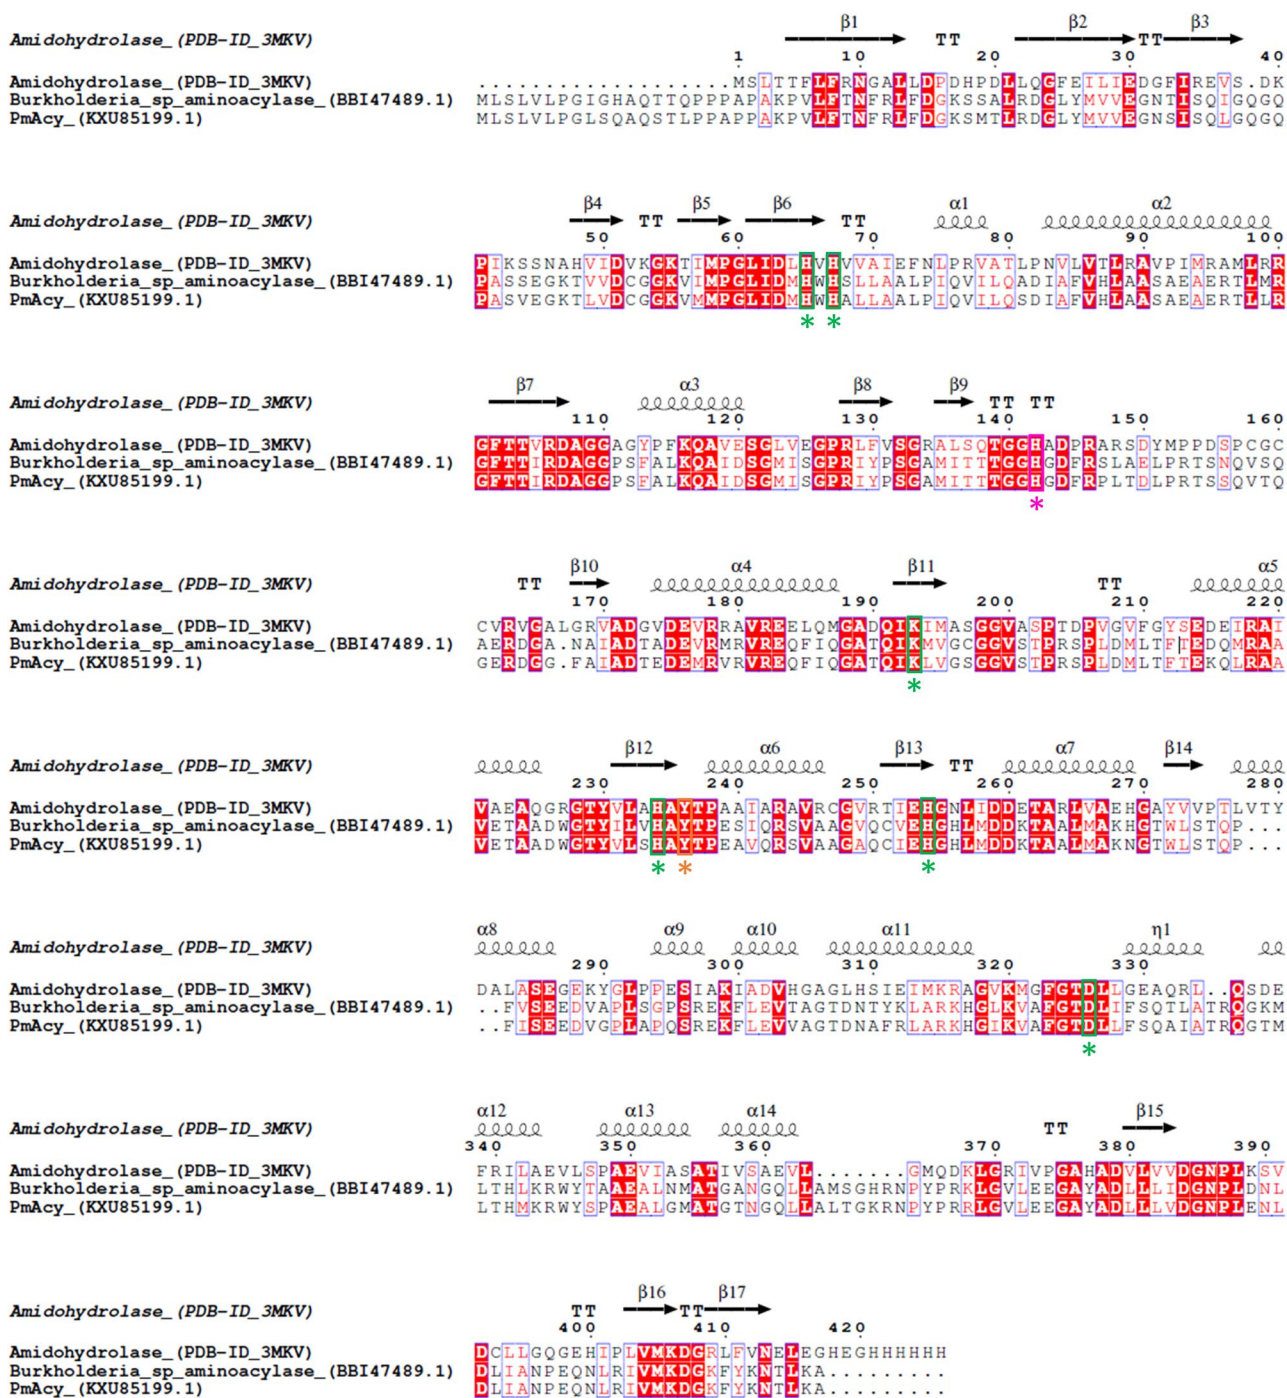 β1 β2 β3
Amidohydrolase_(PDB-ID_3MKV) TT TT
1 10 20 30 40
Amidohydrolase_(PDB-ID_3MKV) ..................MSLTTFLFRNGALLDPDHPDLLQGFEILIEDGFIREVS.DK
Burkholderia_sp_aminoacylase_(BBI47489.1) MLSLVLPGIGHAQTTQPPPAPAKPVLFTNFRLFDGKSSALRDGLYMVVEGNTISQIGQGQ
PmAcy_(KXU85199.1) MLSLVLPGLSQAQSTLPPAPPAKPVLFTNFRLFDGKSMTLRDGLYMVVEGNSISQLGQGQ
β4 β5 β6 α1 α2
Amidohydrolase_(PDB-ID_3MKV) TT TT
50 60 70 80 90 100
Amidohydrolase_(PDB-ID_3MKV) PIKSSNAHVIDVKGKTIMPGLIDLHVHVVAIEFNLPRVATLPNVLVTLRAVPIMRAMLRR
Burkholderia_sp_aminoacylase_(BBI47489.1) PASSEGKTVVDCGGKVIMPGLIDMHWHSLLAALPIQVILQADIAFVHLAASAEAERTLMR
PmAcy_(KXU85199.1) PASVEGKTLVDCGGKVMMPGLIDMHWHALLAALPIQVILQSDIAFVHLAASAEAERTLLR
* *
β7 α3 β8 β9
Amidohydrolase_(PDB-ID_3MKV) TT TT
110 120 130 140 150 160
Amidohydrolase_(PDB-ID_3MKV) GFTTVRDAGGAGYPFKQAVESGLVEGPRLFVSGRALSQTGGHADPRARSDYMPPDSPCGC
Burkholderia_sp_aminoacylase_(BBI47489.1) GFTTIRDAGGPSFALKQAIDSGMISGPRIYPSGAMITTTGGHGDFRSLAELPRTSNQVSQ
PmAcy_(KXU85199.1) GFTTIRDAGGPSFALKQAIDSGMISGPRIYPSGAMITTTGGHGDFRPLTDLPRTSSQVTQ
*
β10 α4 β11 α5
Amidohydrolase_(PDB-ID_3MKV) TT TT
170 180 190 200 210 220
Amidohydrolase_(PDB-ID_3MKV) CVRVGALGRVADGVDEVRRAVREELQMGADQIKIMASGGVASPTDPVGVFGYSEDEIRAI
Burkholderia_sp_aminoacylase_(BBI47489.1) AERDGA.NAIADTADEVRMRVREQFIQGATQIKMVGCGGVSTPRSPLDMLTFTEDQMRAA
PmAcy_(KXU85199.1) GERDGG.FAIADTEDEMRVRVREQFIQGATQIKLVGSGGVSTPRSPLDMLTFTEKQLRAA
*
β12 α6 β13 α7 β14
Amidohydrolase_(PDB-ID_3MKV) TT
230 240 250 260 270 280
Amidohydrolase_(PDB-ID_3MKV) VAEAQGRGTYVLAHAYTPAAIARAVRCGVRTIEHGNLIDDETARLVAEHGAYVVPTLVTY
Burkholderia_sp_aminoacylase_(BBI47489.1) VETAADWGTYILVHAYTPESIQRSVAAGVQCVEHGHLMDDKTAALMAKHGTWLSTQP...
PmAcy_(KXU85199.1) VETAADWGTYVLSHAYTPEAVQRSVAAGAQCIEHGHLMDDKTAALMAKNGTWLSTQP...
* * *
α8 α9 α10 α11 η1
Amidohydrolase_(PDB-ID_3MKV)
290 300 310 320 330
Amidohydrolase_(PDB-ID_3MKV) DALASEGEKYGLPPESIAKIADVHGAGLHSIEIMKRAGVKMGFGTDLLGEAQRL..QSDE
Burkholderia_sp_aminoacylase_(BBI47489.1) ..FVSEEDVAPLSGPSREKFLEVTAGTDNTYKLARKHGLKVAFGTDLIFSQTLATRQGKM
PmAcy_(KXU85199.1) ..FISEEDVGPLAPQSREKFLEVVAGTDNAFRLARKHGIKVAFGTDLLFSQAIATRQGTM
*
α12 α13 α14 β15
Amidohydrolase_(PDB-ID_3MKV) TT
340 350 360 370 380 390
Amidohydrolase_(PDB-ID_3MKV) FRILAEVLSPAEVIASATIVSAEVL.......GMQDKLGRIVPGAHADVLVVDGNPLKSV
Burkholderia_sp_aminoacylase_(BBI47489.1) LTHLKRWYTAAEALNMATGANGQLLAMSGHRNPYPRKLGVLEEGAYADLLLIDGNPLDNL
PmAcy_(KXU85199.1) LTHMKRWYSPAEALGMATGTNGQLLALTGKRNPYPRRLGVLEEGAYADLLLVDGNPLENL
β16 β17
Amidohydrolase_(PDB-ID_3MKV) TT TT
400 410 420
Amidohydrolase_(PDB-ID_3MKV) DCLLGQGEHIPLVMKDGRLFVNELEGHEGHHHHHH
Burkholderia_sp_aminoacylase_(BBI47489.1) DLIANPEQNLRIVMKDGKFYKNTLKA.........
PmAcy_(KXU85199.1) DLIANPEQNLRIVMKDGKFYKNTLKA.........